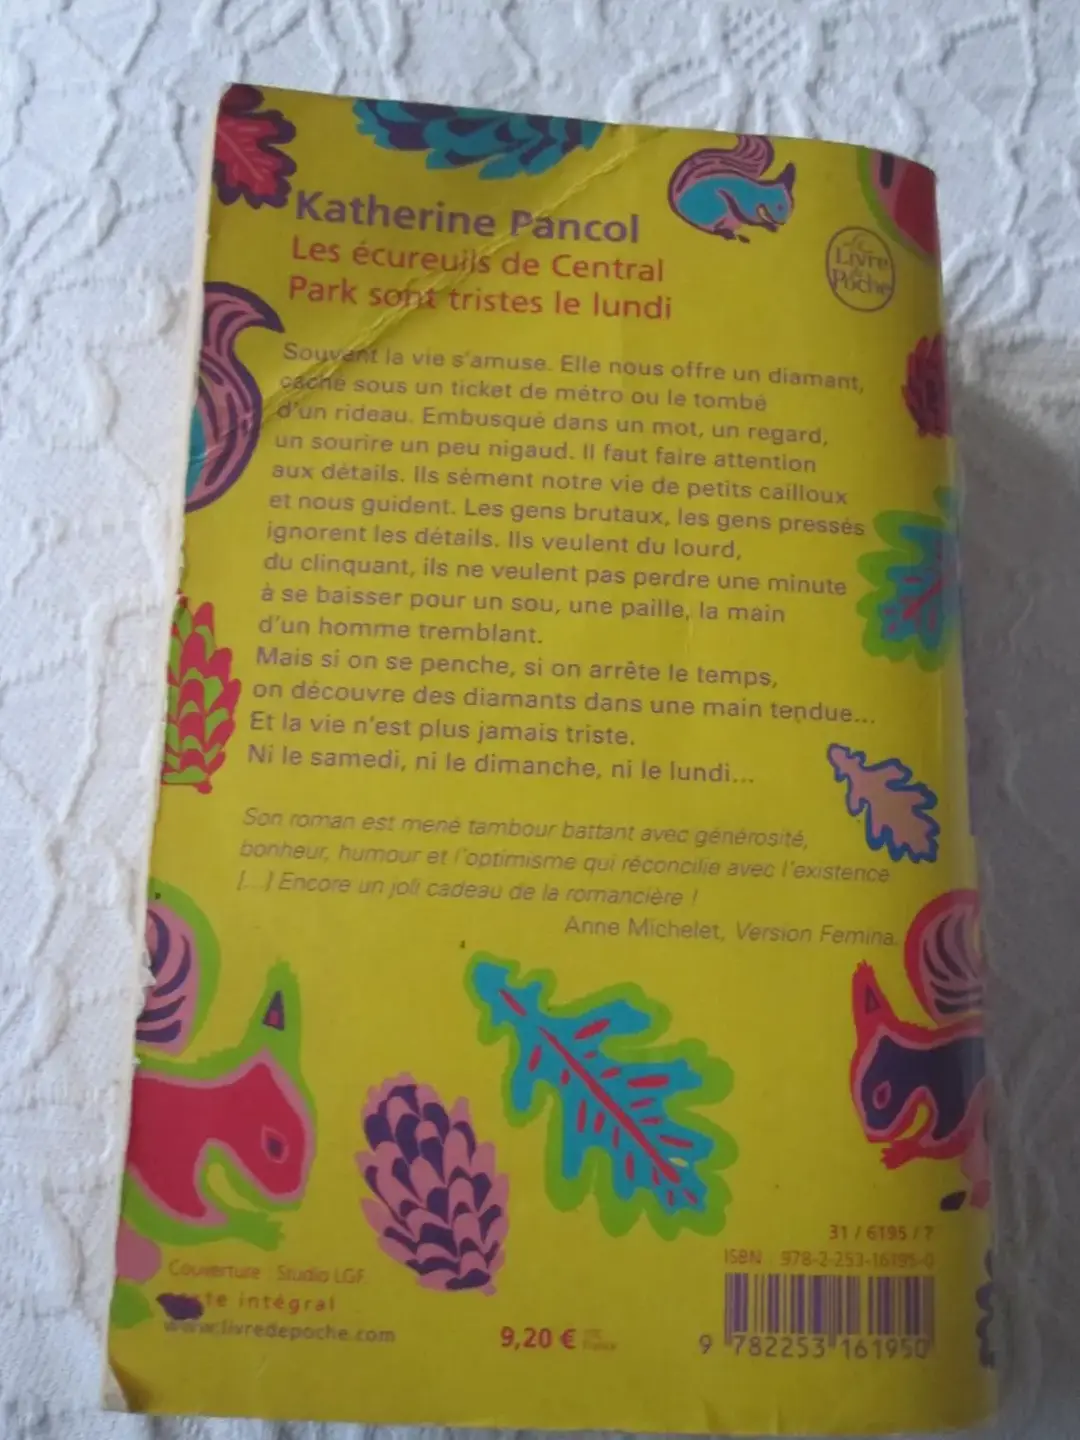 Katherine Pancol
Les écureuils de Central
Park sont tristes le lundi
Le
Livre
de
Poche
Souvent la vie s'amuse. Elle nous offre un diamant,
caché sous un ticket de métro ou le tombé
d'un rideau. Embusqué dans un mot, un regard,
un sourire un peu nigaud. Il faut faire attention
aux détails. Ils sèment notre vie de petits cailloux
et nous guident. Les gens brutaux, les gens pressés
ignorent les détails. Ils veulent du lourd,
du clinquant, ils ne veulent pas perdre une minute
à se baisser pour un sou, une paille, la main
d'un homme tremblant.
Mais si on se penche, si on arrête le temps,
on découvre des diamants dans une main tendue...
Et la vie n'est plus jamais triste.
Ni le samedi, ni le dimanche, ni le lundi...
Son roman est mené tambour battant avec générosité,
bonheur, humour et l'optimisme qui réconcilie avec l'existence
[...] Encore un joli cadeau de la romancière !
Anne Michelet, Version Femina.
Couverture : Studio LGF.
texte intégral
www.livredepoche.com
9,20 €
France
31 / 6195 / 7
ISBN : 978-2-253-16195-0
9 782253 161950